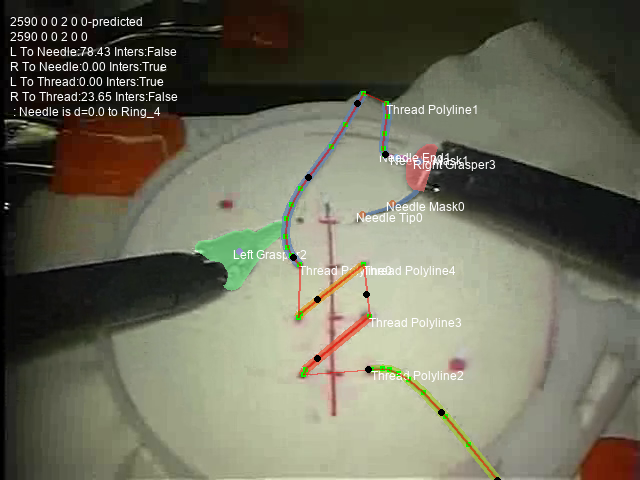 2590 0 0 2 0 0-predicted
2590 0 0 2 0 0
L To Needle:78.43 Inters:False
R To Needle:0.00 Inters:True
L To Thread:0.00 Inters:True
R To Thread:23.65 Inters:False
: Needle is d=0.0 to Ring_4
Thread Polyline1
Needle End1
Right Grasper3
Needle Mask0
Needle Tip0
Left Grasper2
Thread Polyline4
Thread Polyline3
Thread Polyline2